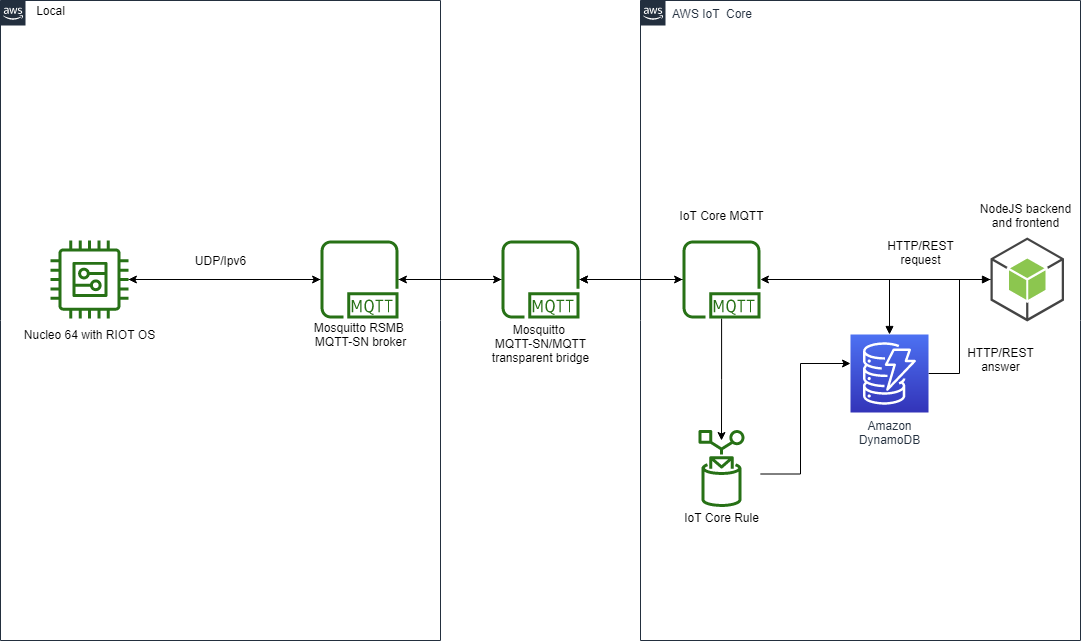 aws
Local
aws
AWS IoT Core
NodeJS backend
and frontend
IoT Core MQTT
HTTP/REST
request
UDP/Ipv6
MQTT
MQTT
MQTT
Nucleo 64 with RIOT OS
Mosquitto RSMB
MQTT-SN broker
Mosquitto
MQTT-SN/MQTT
transparent bridge
HTTP/REST
answer
Amazon
DynamoDB
IoT Core Rule